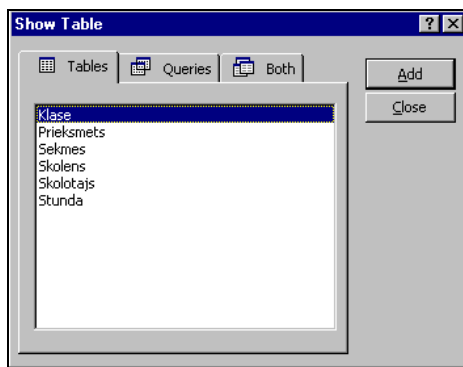 Show Table
Tables Queries Both
Add
Close
Klase
Prieksmets
Sekmes
Skolens
Skolotajs
Stunda